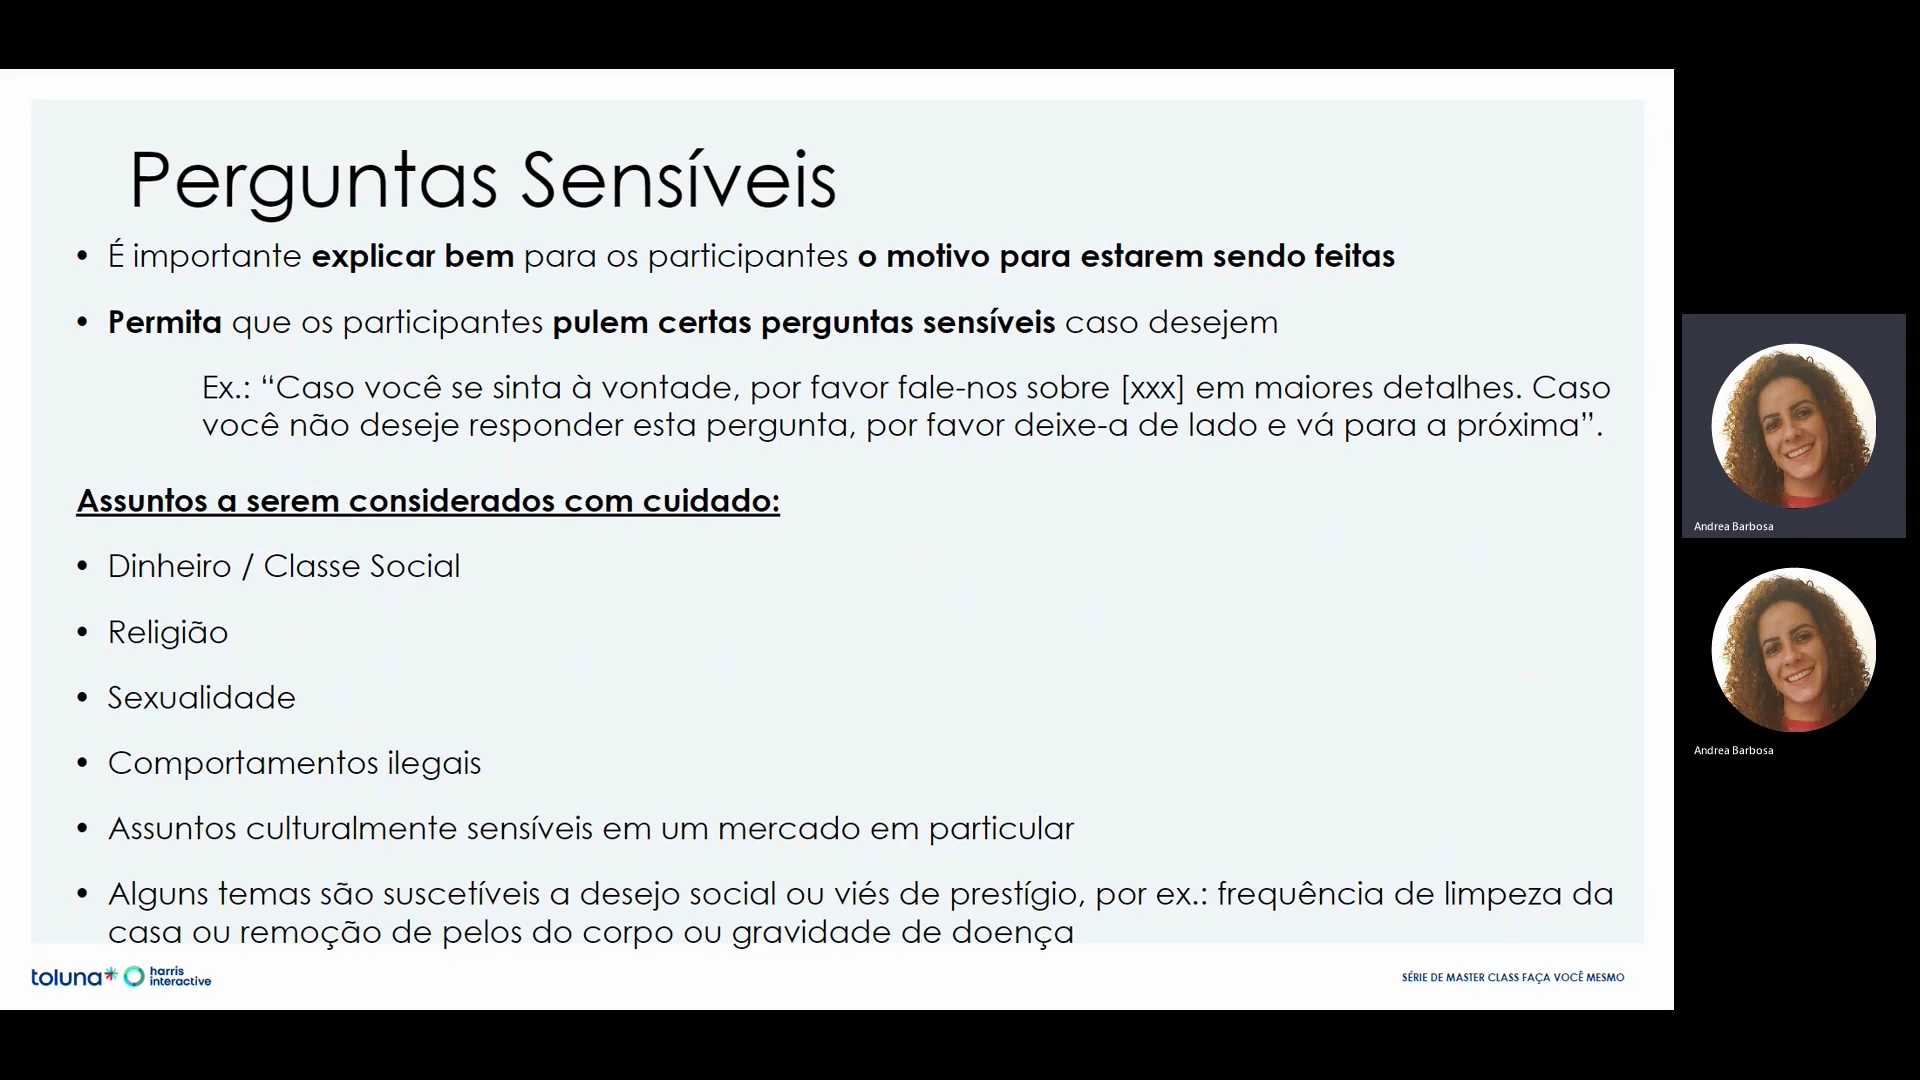 Perguntas Sensíveis
• É importante explicar bem para os participantes o motivo para estarem sendo feitas
• Permita que os participantes pulem certas perguntas sensíveis caso desejem
Ex.: “Caso você se sinta à vontade, por favor fale-nos sobre [xxx] em maiores detalhes. Caso
você não deseje responder esta pergunta, por favor deixe-a de lado e vá para a próxima”.
Assuntos a serem considerados com cuidado:
• Dinheiro / Classe Social
• Religião
• Sexualidade
• Comportamentos ilegais
• Assuntos culturalmente sensíveis em um mercado em particular
• Alguns temas são suscetíveis a desejo social ou viés de prestígio, por ex.: frequência de limpeza da
casa ou remoção de pelos do corpo ou gravidade de doença
toluna* harris
interactive
SÉRIE DE MASTER CLASS FAÇA VOCÊ MESMO
Andrea Barbosa
Andrea Barbosa